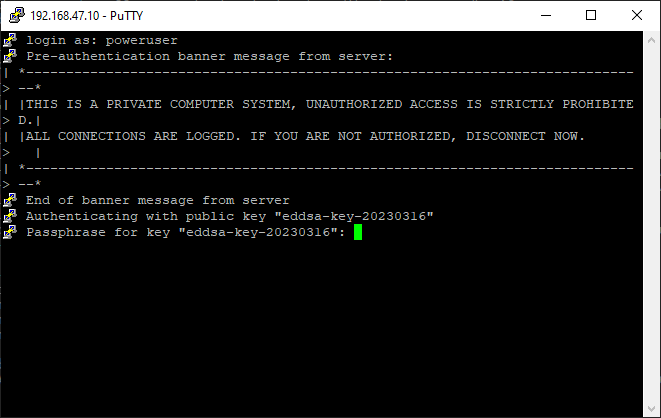 192.168.47.10 - PuTTY
login as: poweruser
Pre-authentication banner message from server:
| *---------------------------------------------------------------------------
> --*
| |THIS IS A PRIVATE COMPUTER SYSTEM, UNAUTHORIZED ACCESS IS STRICTLY PROHIBITE
> D.|
| |ALL CONNECTIONS ARE LOGGED. IF YOU ARE NOT AUTHORIZED, DISCONNECT NOW.
>   |
| *---------------------------------------------------------------------------
> --*
End of banner message from server
Authenticating with public key "eddsa-key-20230316"
Passphrase for key "eddsa-key-20230316":